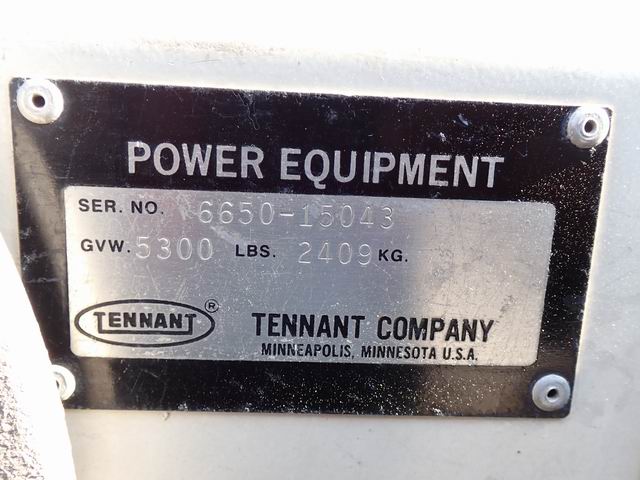 POWER EQUIPMENT
SER. NO. 6650-15043
GVW. 5300 LBS. 2409 KG.
TENNANT ®
TENNANT COMPANY
MINNEAPOLIS, MINNESOTA U.S.A.